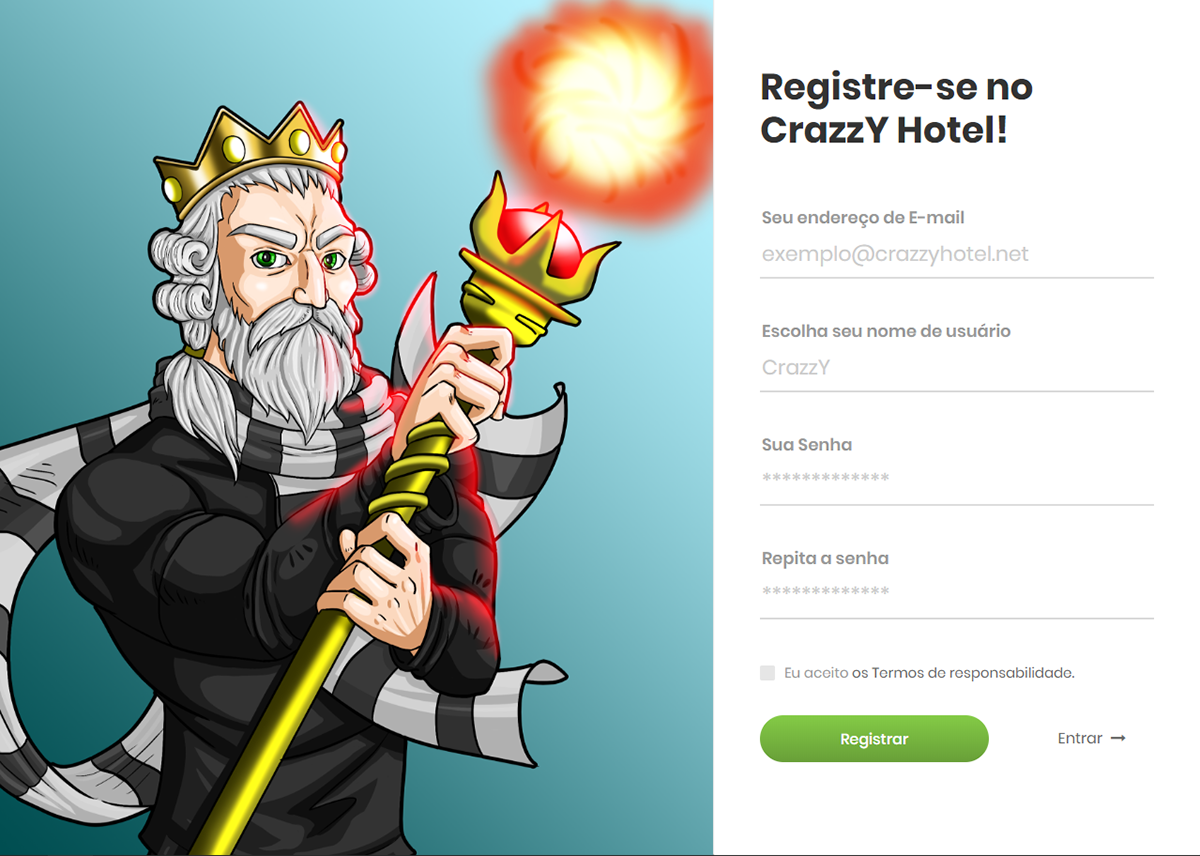 Registre-se no
CrazzY Hotel!
Seu endereço de E-mail
exemplo@crazzyhotel.net
Escolha seu nome de usuário
CrazzY
Sua Senha
*************
Repita a senha
*************
Eu aceito os Termos de responsabilidade.
Registrar
Entrar →